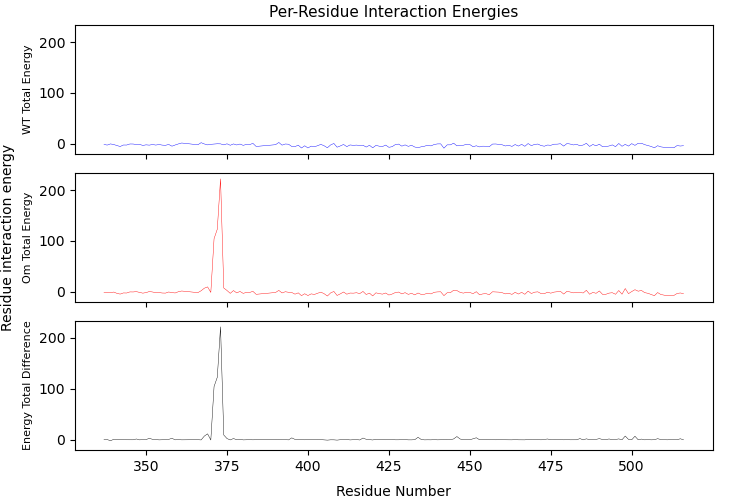 Per-Residue Interaction Energies
Residue interaction energy
WT Total Energy
200
100
0
Om Total Energy
200
100
0
Energy Total Difference
200
100
0
350 375 400 425 450 475 500
Residue Number